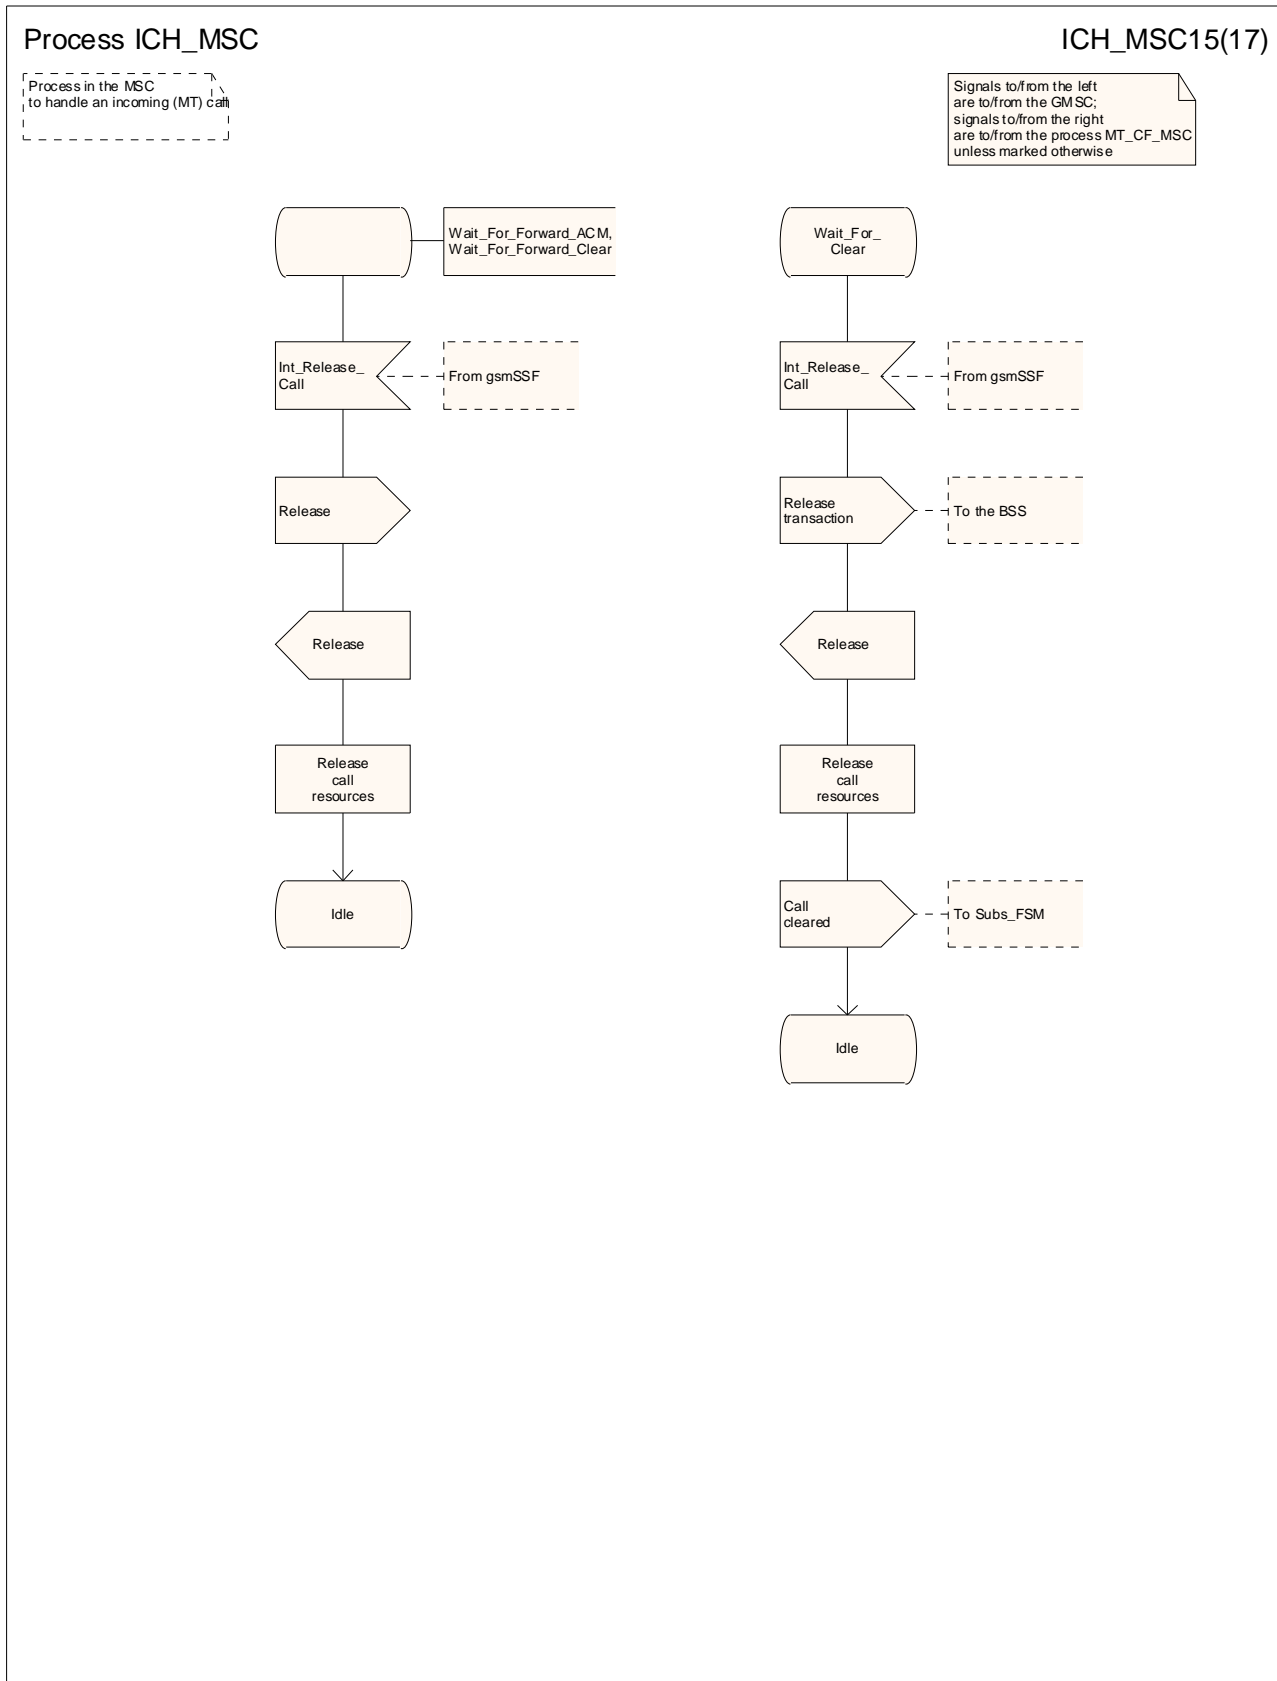 Process ICH_MSC
ICH_MSC15(17)
Process in the MSC
to handle an incoming (MT) call
Signals to/from the left
are to/from the GMSC;
signals to/from the right
are to/from the process MT_CF_MSC
unless marked otherwise
Wait_For_Forward_ACM,
Wait_For_Forward_Clear
Int_Release_
Call
From gsmSSF
Release
Release
Release
call
resources
Idle
Wait_For_
Clear
Int_Release_
Call
From gsmSSF
Release
transaction
To the BSS
Release
Release
call
resources
Call
cleared
To Subs_FSM
Idle